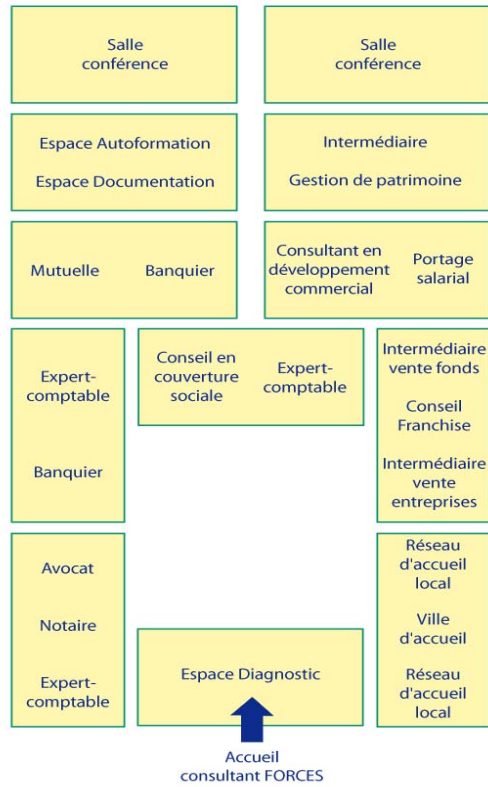 Salle
conférence
Salle
conférence
Espace Autoformation
Espace Documentation
Intermédiaire
Gestion de patrimoine
Mutuelle
Banquier
Consultant en
développement
commercial
Portage
salarial
Expert-
comptable
Banquier
Conseil en
couverture
sociale
Expert-
comptable
Intermédiaire
vente fonds
Conseil
Franchise
Intermédiaire
vente
entreprises
Avocat
Notaire
Expert-
comptable
Espace Diagnostic
Réseau
d'accueil
local
Ville
d'accueil
Réseau
d'accueil
local
Accueil
consultant FORCES